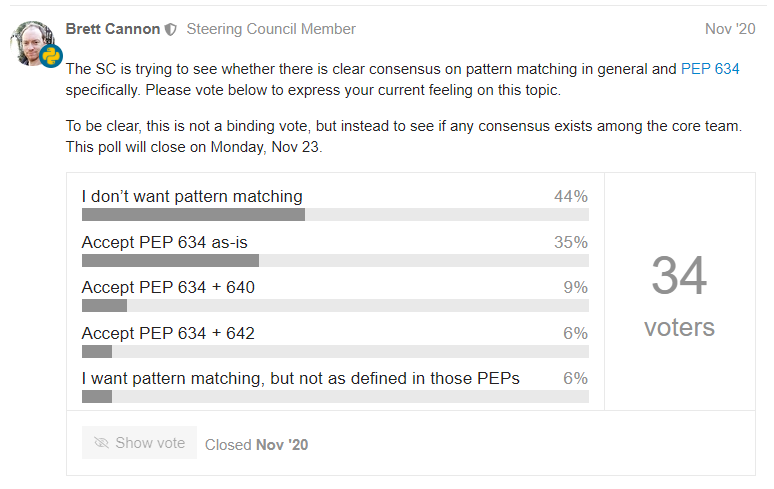 Brett Cannon Steering Council Member Nov '20
The SC is trying to see whether there is clear consensus on pattern matching in general and PEP 634
specifically. Please vote below to express your current feeling on this topic.
To be clear, this is not a binding vote, but instead to see if any consensus exists among the core team.
This poll will close on Monday, Nov 23.
I don’t want pattern matching 44%
Accept PEP 634 as-is 35%
Accept PEP 634 + 640 9%
Accept PEP 634 + 642 6%
I want pattern matching, but not as defined in those PEPs 6%
34
voters
Show vote Closed Nov '20